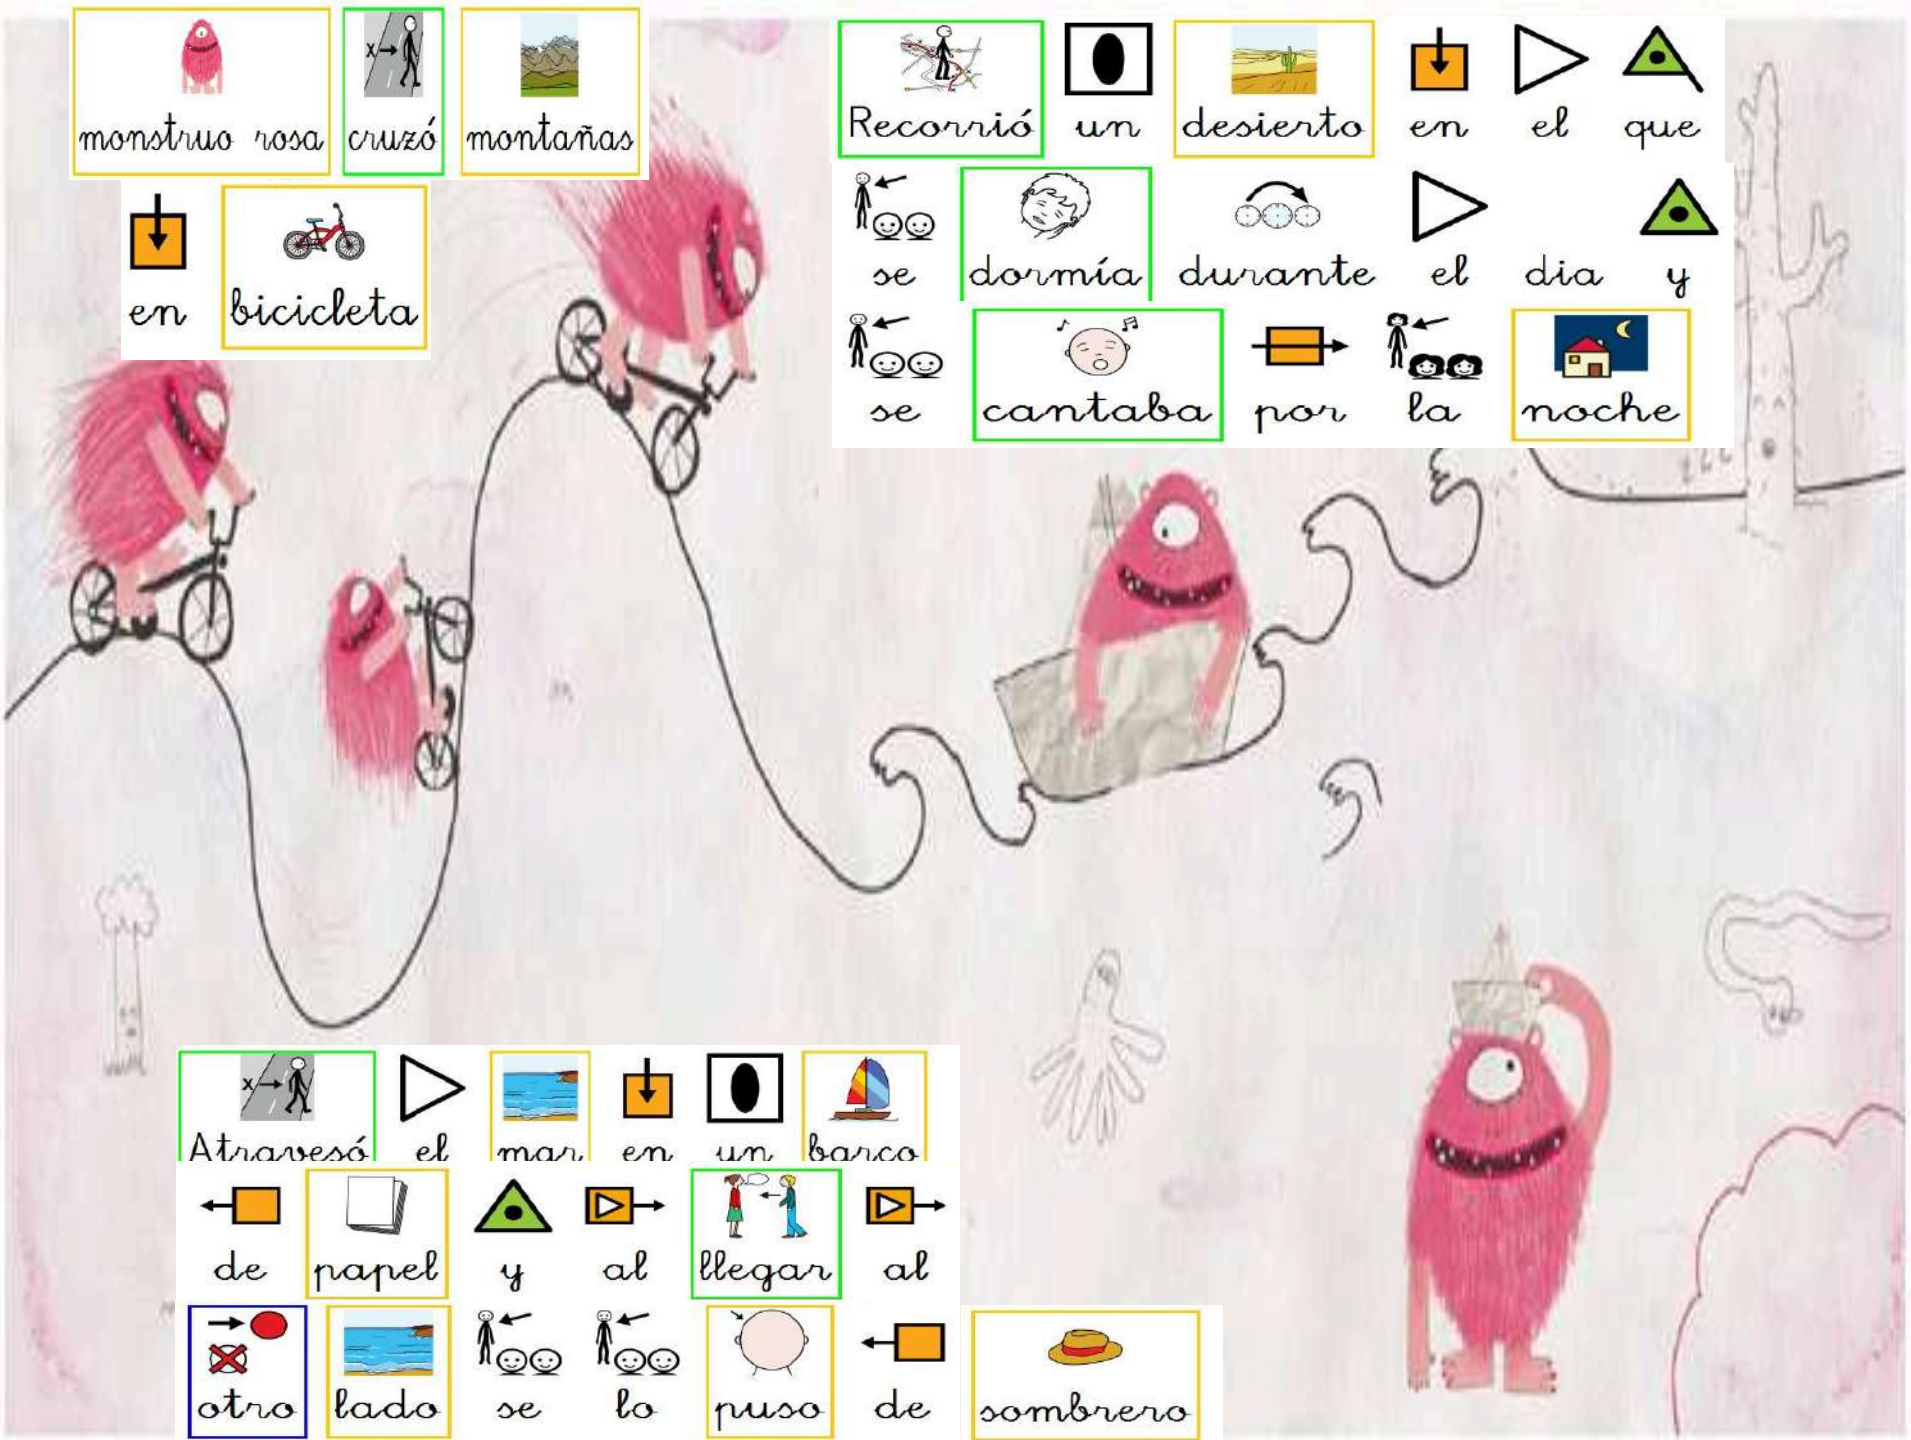 monstruo rosa cruzó montañas
en bicicleta
Atravesó el mar en un barco
de papel y al llegar al
otro lado se lo puso de sombrero
Recorrió un desierto en el que
se dormía durante el dia y
se cantaba por la noche